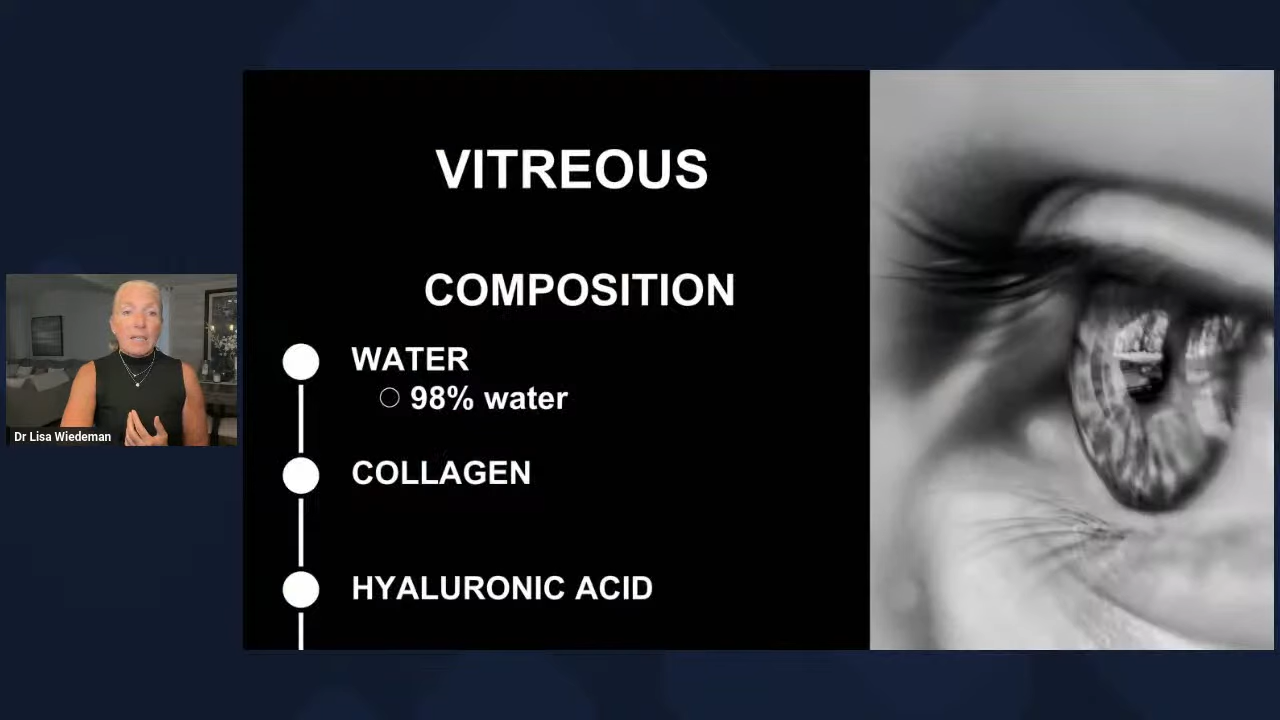 VITREOUS
COMPOSITION
WATER
98% water
COLLAGEN
HYALURONIC ACID
Dr Lisa Wiedeman